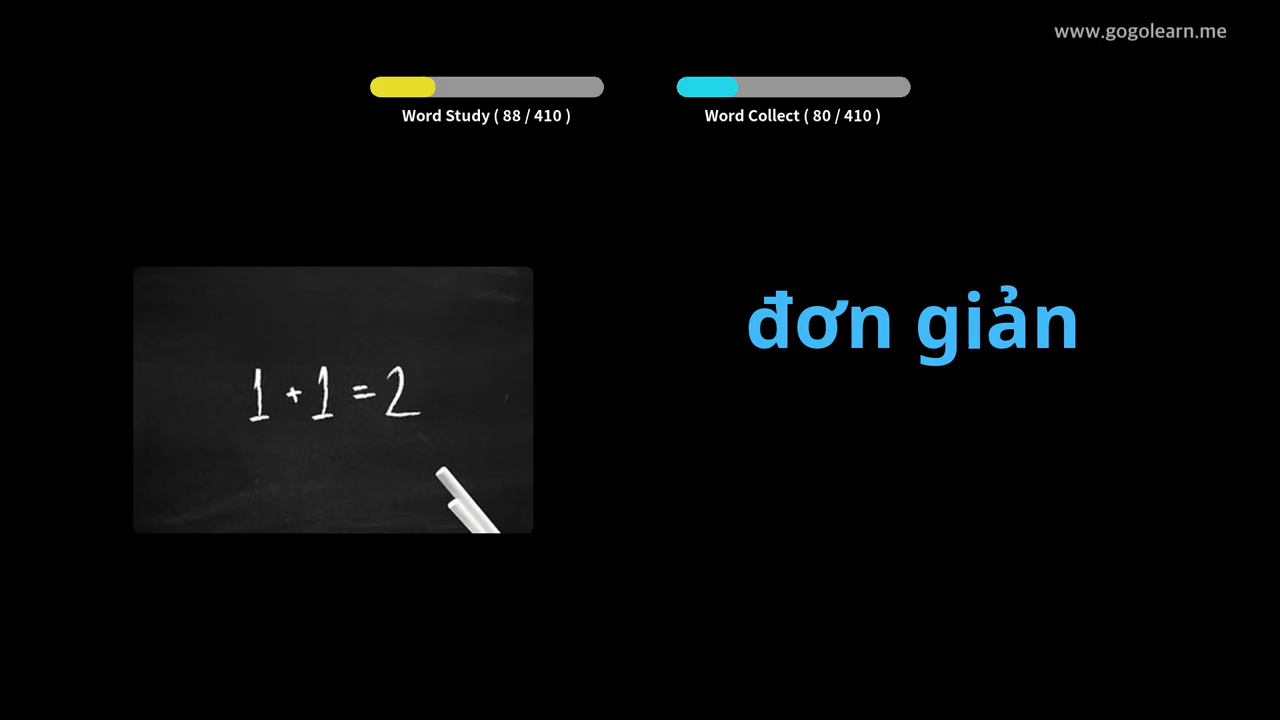 www.gogolearn.me
Word Study ( 88 / 410 )
Word Collect ( 80 / 410 )
1 + 1 = 2
đơn giản